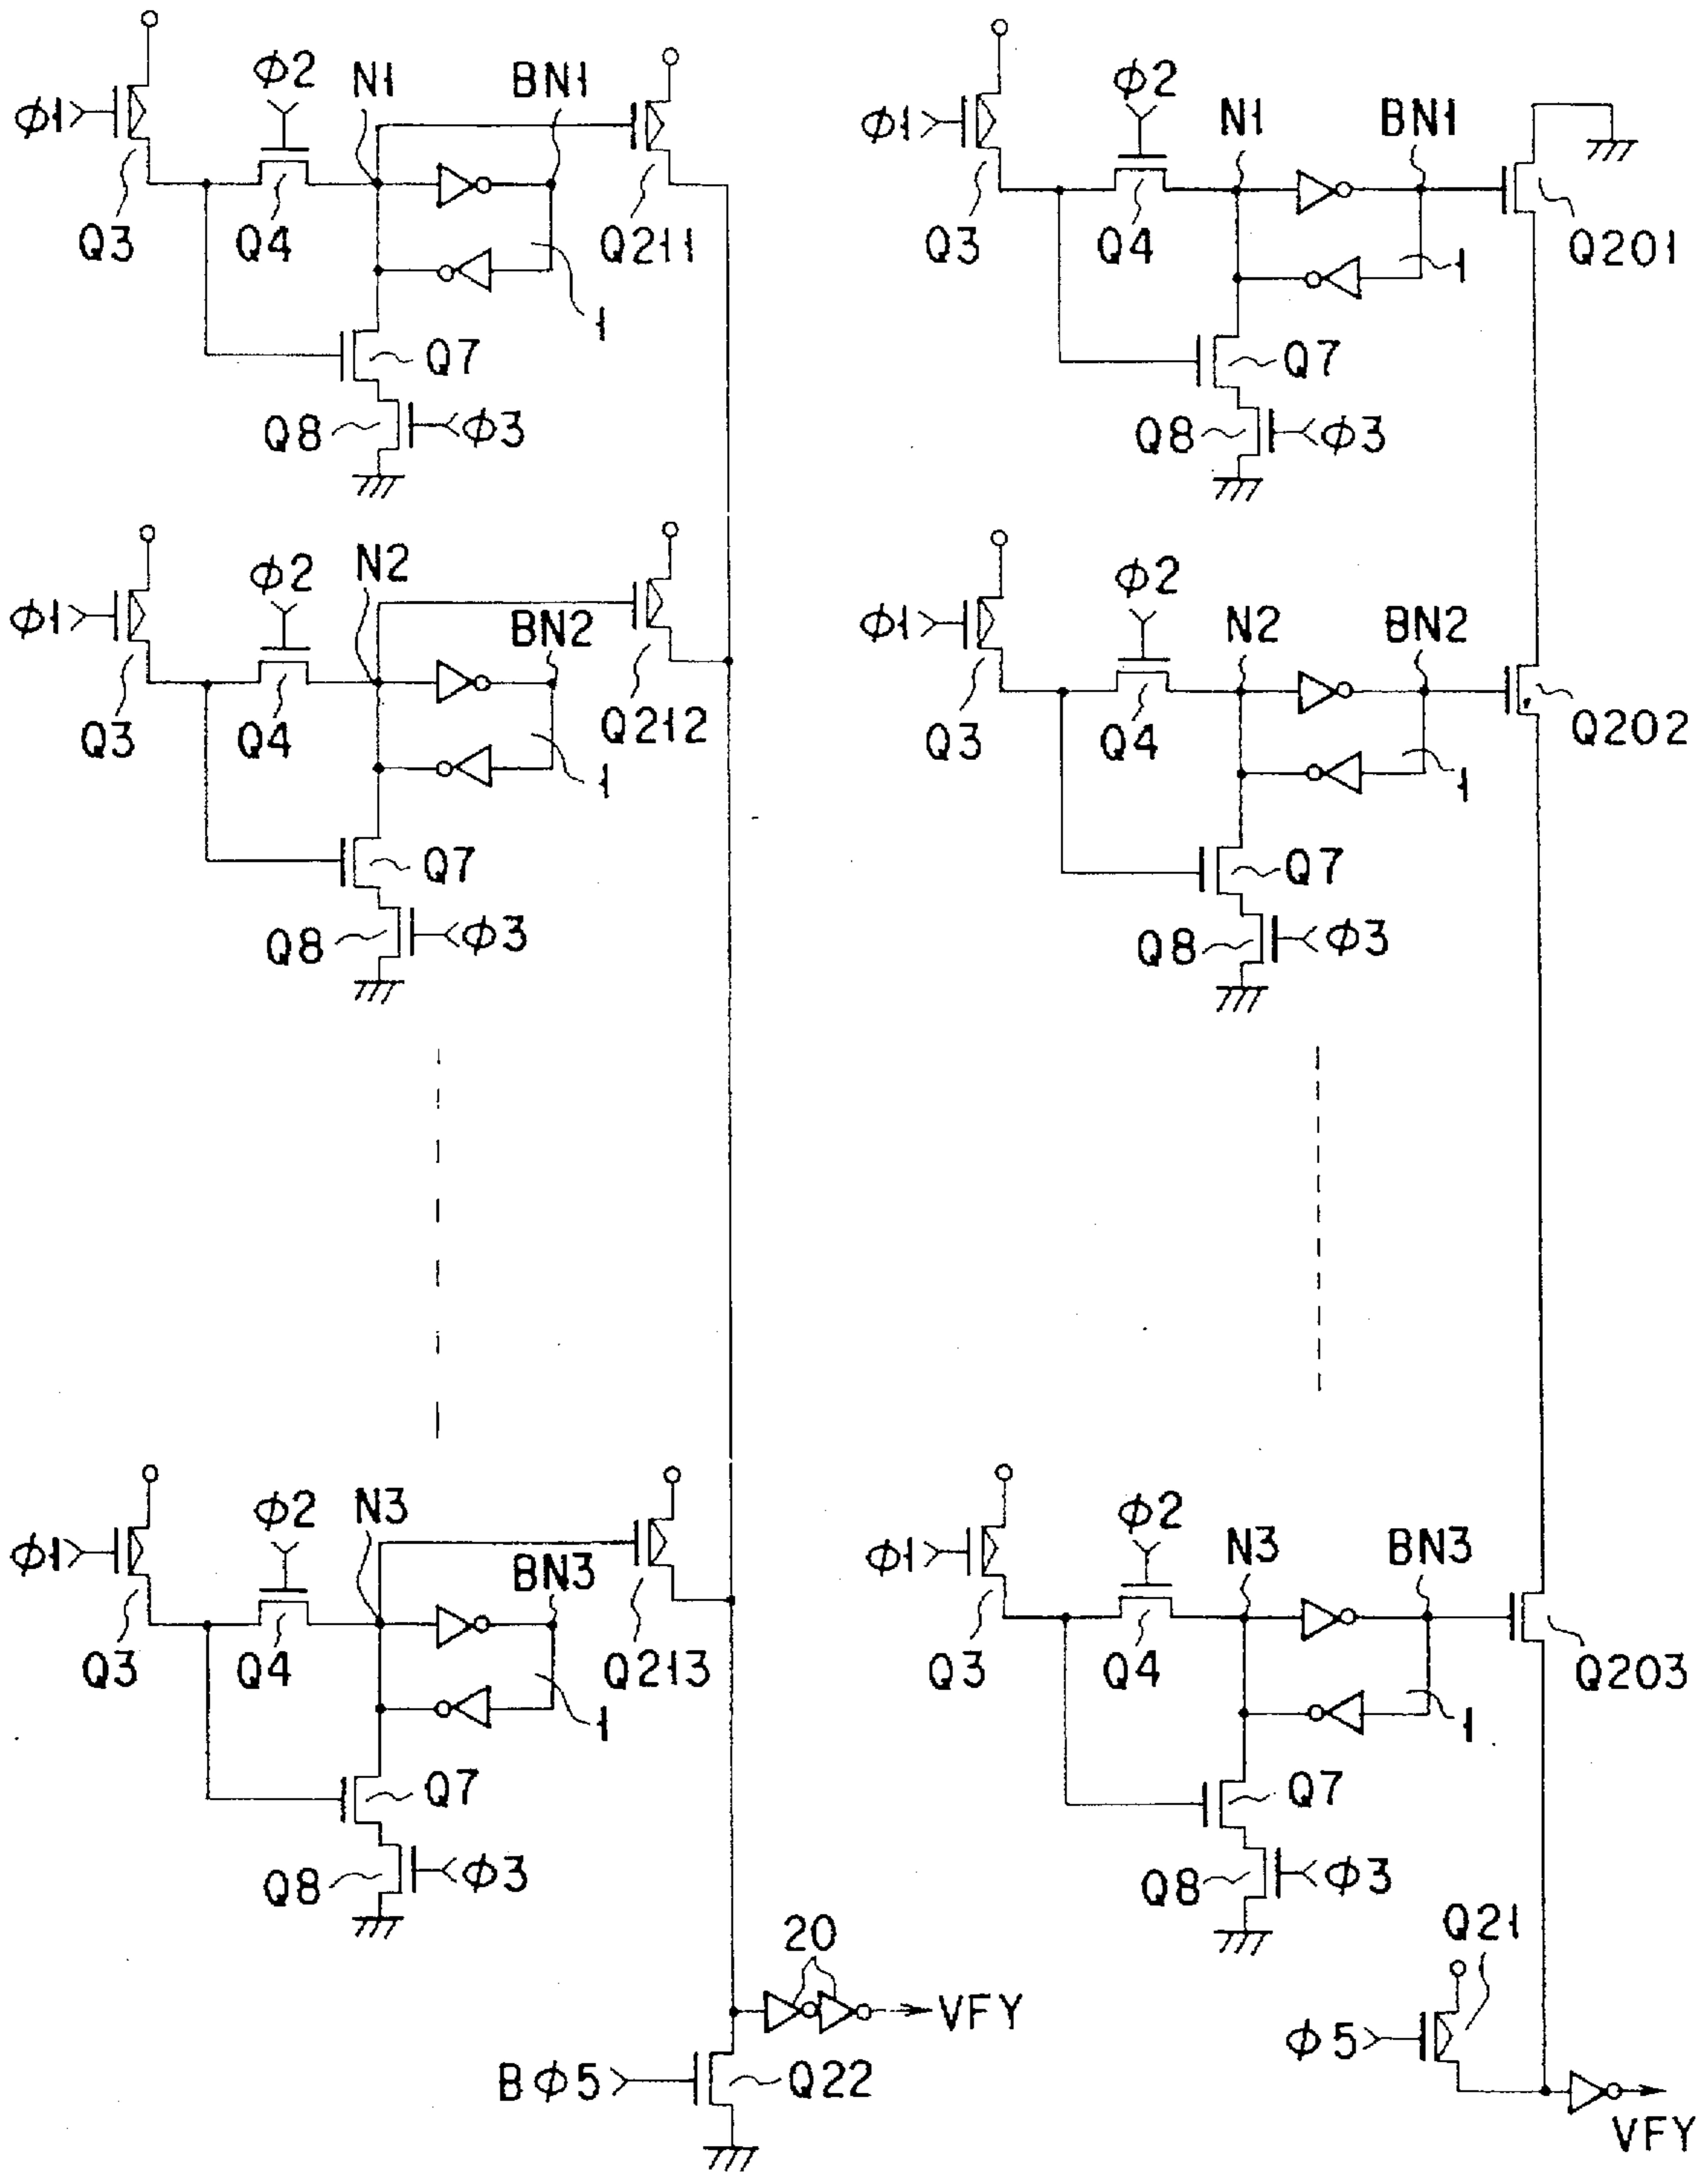 Φ2 N1 BN1
Φ1
Q3 Q4 Q211
1
Q7
Q8 Φ3
Φ2 N2
Φ1 BN2
Q3 Q4 Q212
1
Q7
Q8 Φ3
Φ2 N3
Φ1 BN3
Q3 Q4 Q213
1
Q7
Q8 Φ3
20
VFY
BΦ5 Q22
Φ2 N1 BN1
Φ1
Q3 Q4 1 Q201
Q7
Q8 Φ3
Φ2 N2 BN2
Φ1
Q3 Q4 1 Q202
Q7
Q8 Φ3
Φ2 N3 BN3
Φ1
Q3 Q4 1 Q203
Q7
Q8 Φ3
Q21
Φ5
VFY